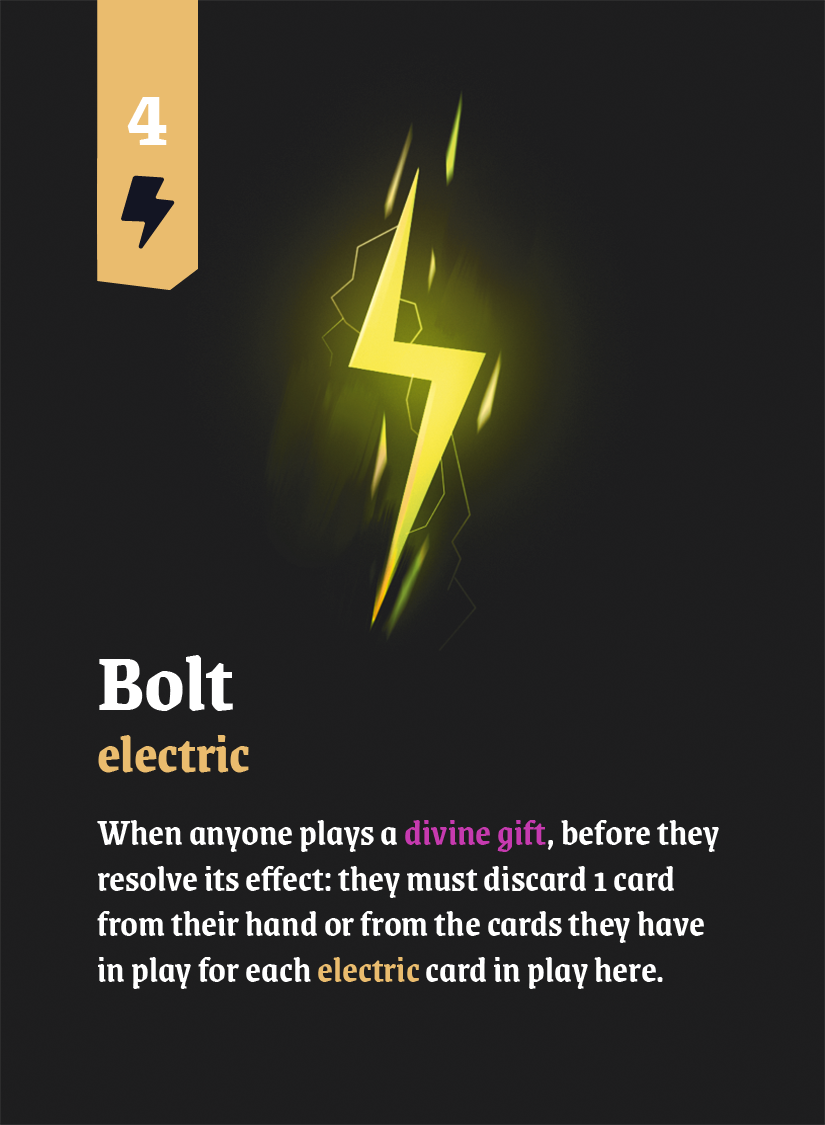 4
Bolt
electric
When anyone plays a divine gift, before they
resolve its effect: they must discard 1 card
from their hand or from the cards they have
in play for each electric card in play here.